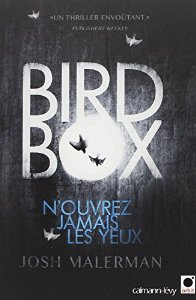 «UN THRILLER ENVOÛTANT.»
PUBLISHERS WEEKLY
BIRD
BOX
N'OUVREZ
JAMAIS
LES YEUX
JOSH MALERMAN
calmann-lévy